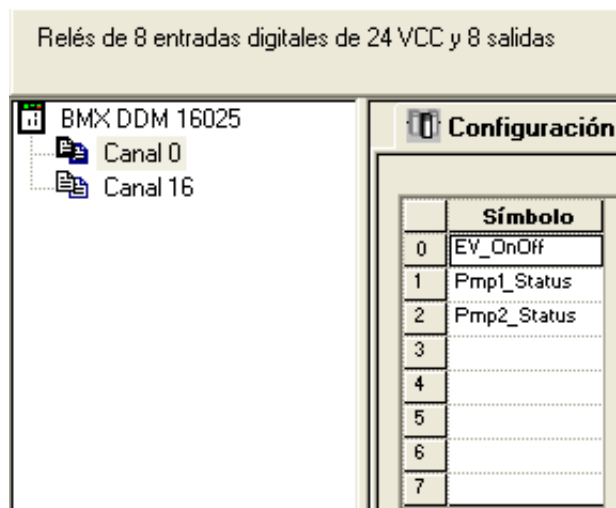 Relés de 8 entradas digitales de 24 VCC y 8 salidas
BMX DDM 16025
Canal 0
Canal 16
Configuración
Símbolo
0 EV_OnOff
1 Pmp1_Status
2 Pmp2_Status
3
4
5
6
7